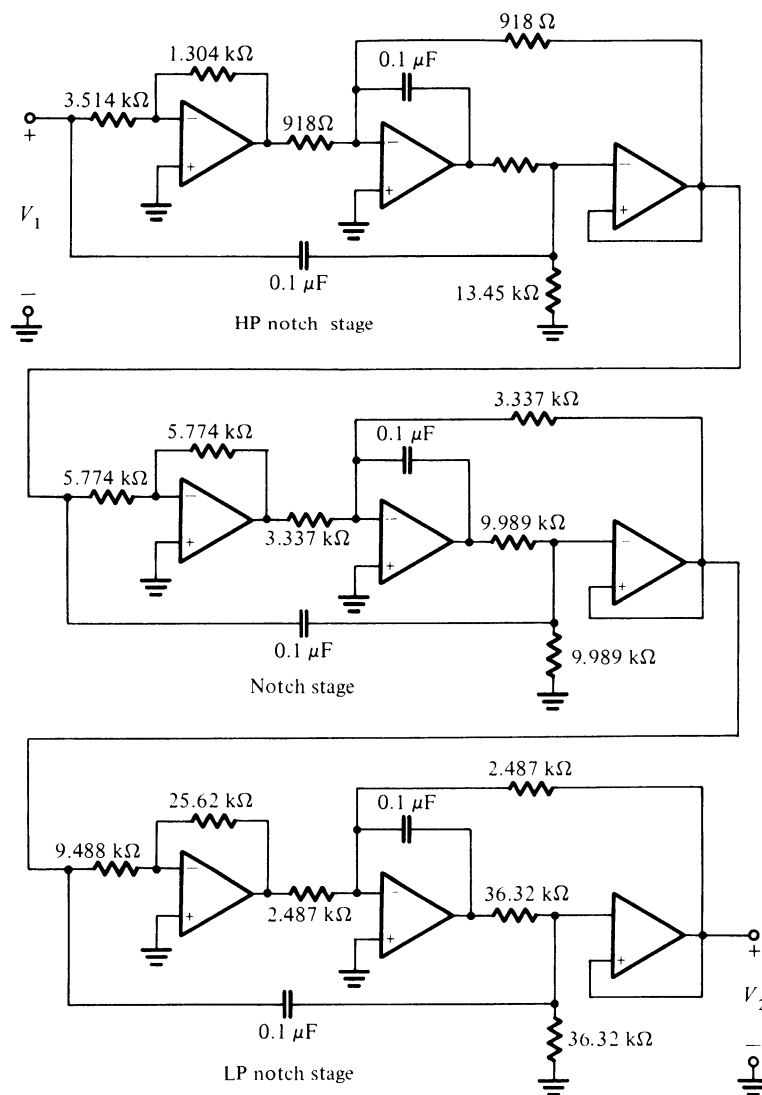 918 Ω
1.304 kΩ
0.1 μF
3.514 kΩ
−
918Ω
−
−
+
+
+
+
V1
0.1 μF
13.45 kΩ
−
HP notch stage
3.337 kΩ
5.774 kΩ
0.1 μF
5.774 kΩ
−
3.337 kΩ
−
9.989 kΩ
−
+
+
+
0.1 μF
9.989 kΩ
Notch stage
2.487 kΩ
25.62 kΩ
0.1 μF
9.488 kΩ
−
2.487 kΩ
−
36.32 kΩ
+
+
+
+
V2
0.1 μF
36.32 kΩ
−
LP notch stage